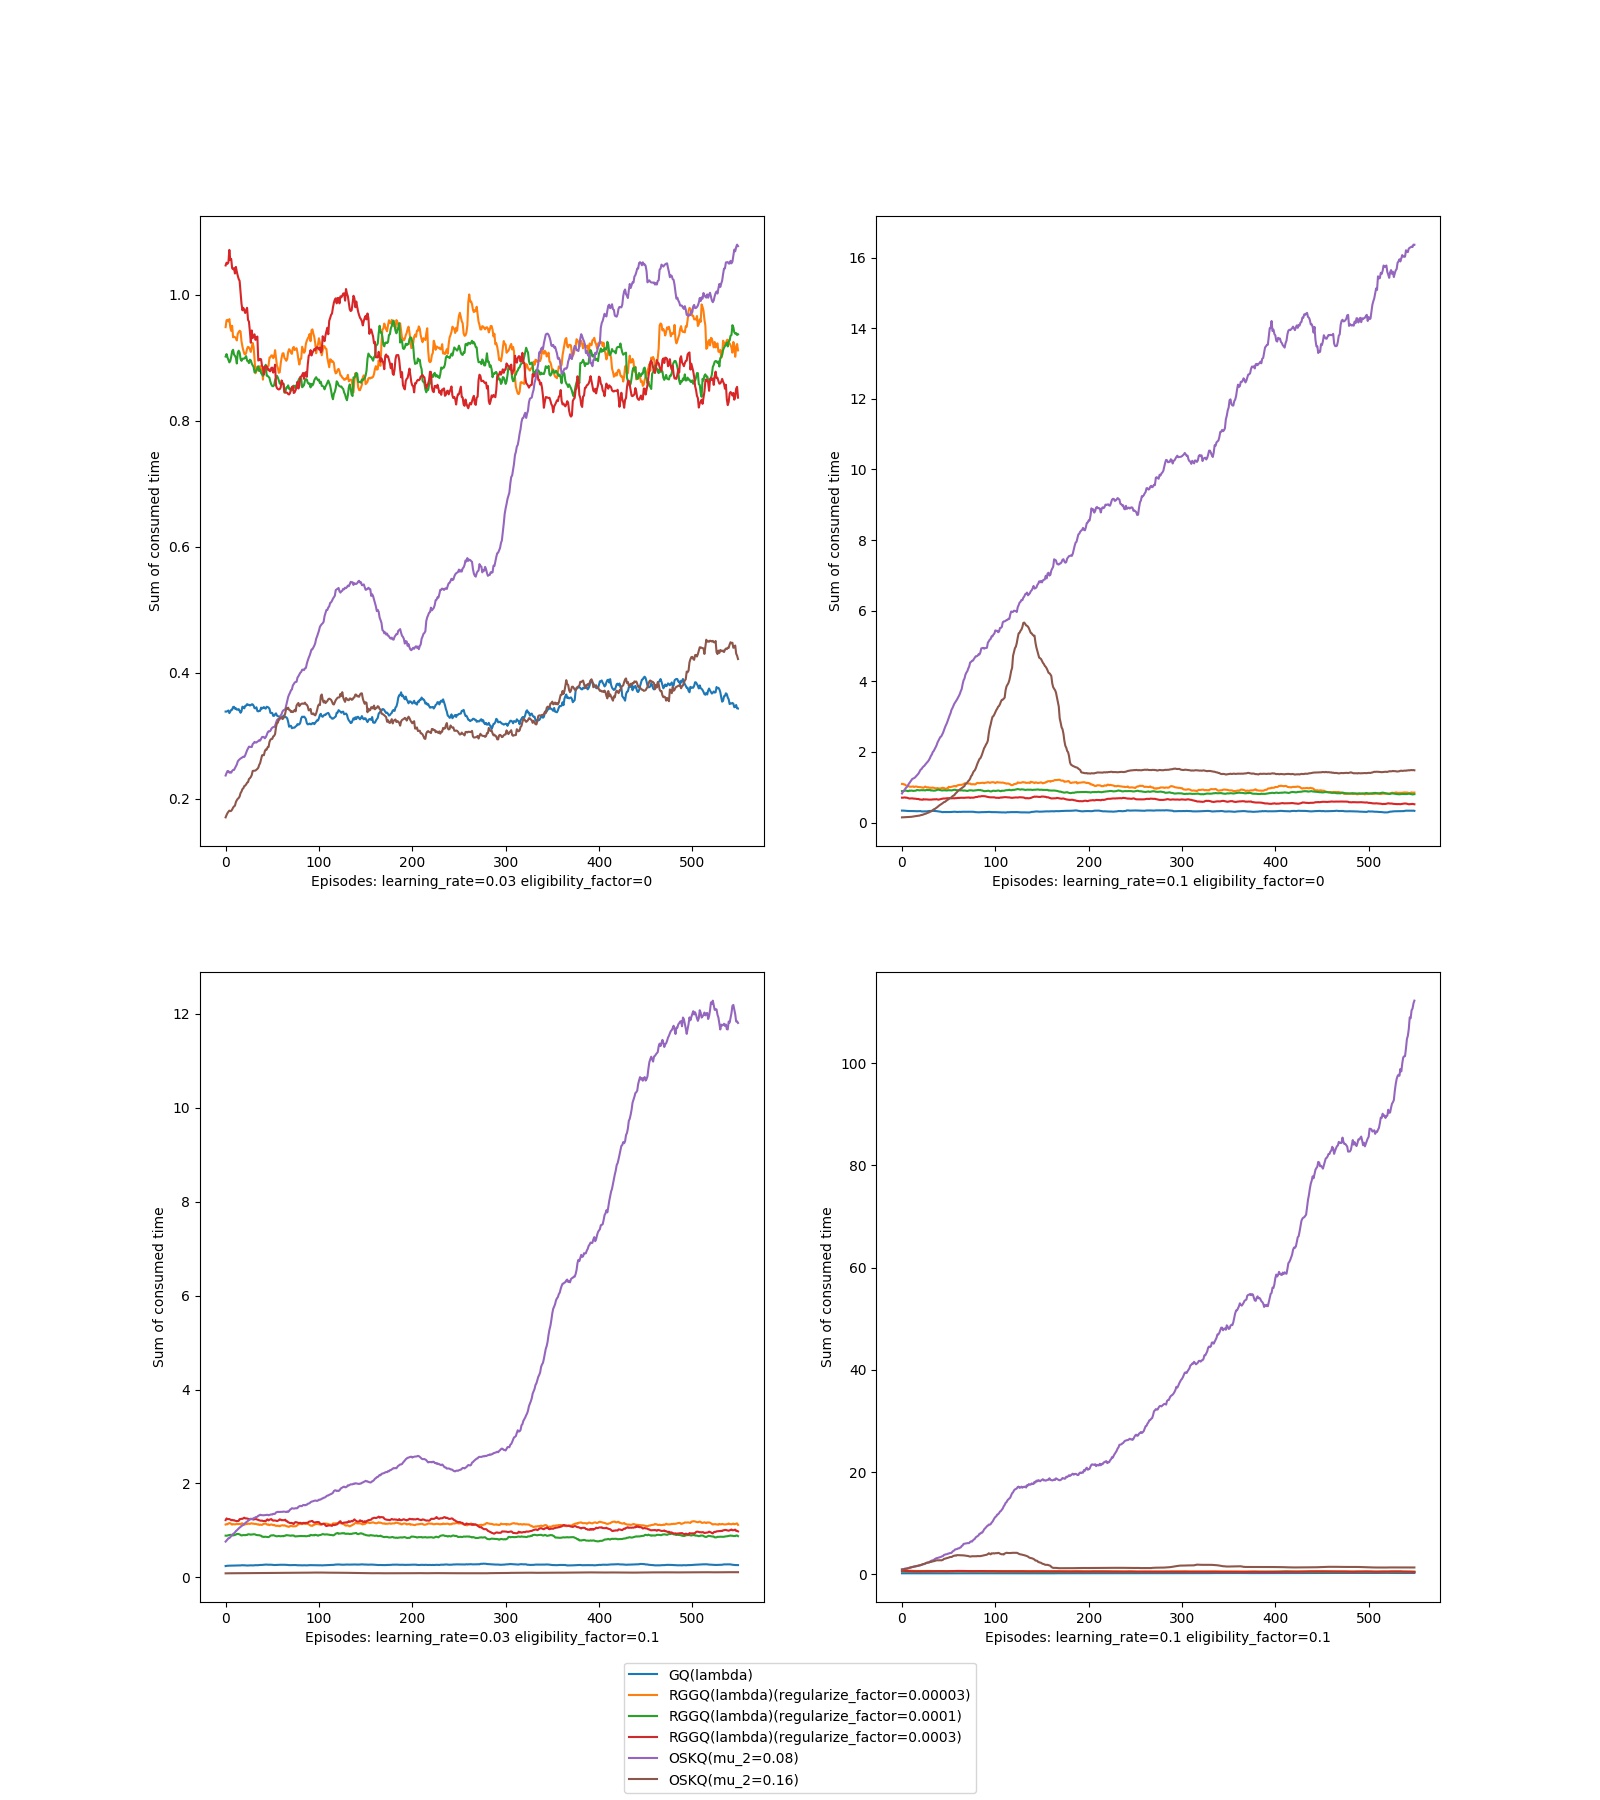 1.0
0.8
0.6
0.4
0.2
Sum of consumed time
0 100 200 300 400 500
Episodes: learning_rate=0.03 eligibility_factor=0
16
14
12
10
8
6
4
2
0
Sum of consumed time
0 100 200 300 400 500
Episodes: learning_rate=0.1 eligibility_factor=0
12
10
8
6
4
2
0
Sum of consumed time
0 100 200 300 400 500
Episodes: learning_rate=0.03 eligibility_factor=0.1
100
80
60
40
20
0
Sum of consumed time
0 100 200 300 400 500
Episodes: learning_rate=0.1 eligibility_factor=0.1
GQ(lambda)
RGGQ(lambda)(regularize_factor=0.00003)
RGGQ(lambda)(regularize_factor=0.0001)
RGGQ(lambda)(regularize_factor=0.0003)
OSKQ(mu_2=0.08)
OSKQ(mu_2=0.16)